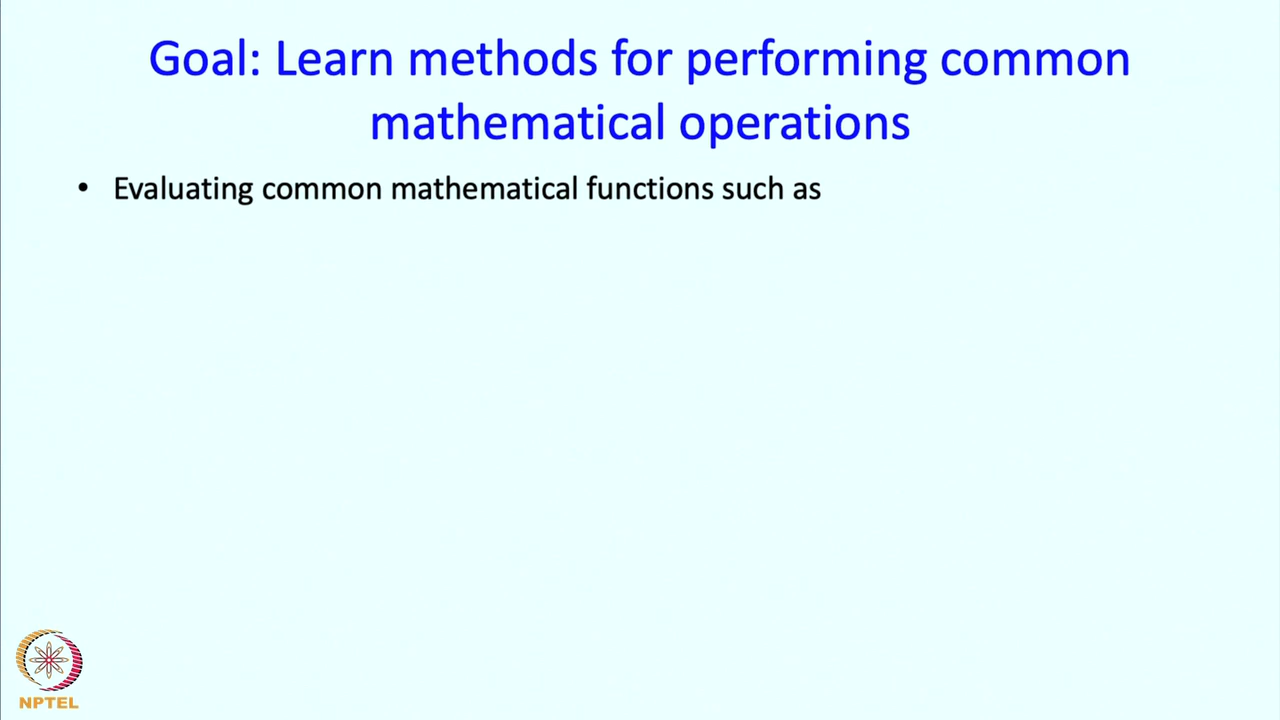 Goal: Learn methods for performing common
mathematical operations
• Evaluating common mathematical functions such as
NPTEL